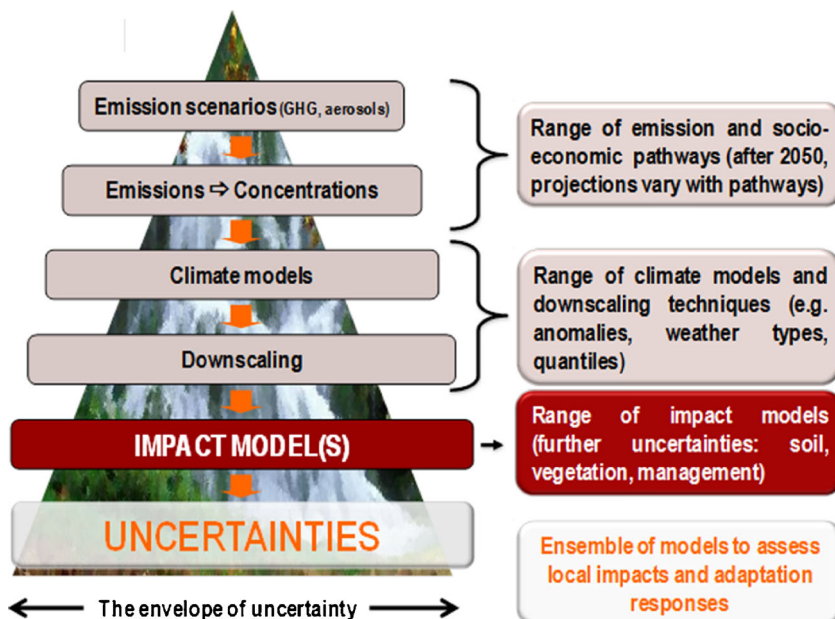 Emission scenarios (GHG, aerosols)
Emissions ⇨ Concentrations
Range of emission and socio-
economic pathways (after 2050,
projections vary with pathways)
Climate models
Downscaling
Range of climate models and
downscaling techniques (e.g.
anomalies, weather types,
quantiles)
IMPACT MODEL(S)
Range of impact models
(further uncertainties: soil,
vegetation, management)
UNCERTAINTIES
Ensemble of models to assess
local impacts and adaptation
responses
The envelope of uncertainty